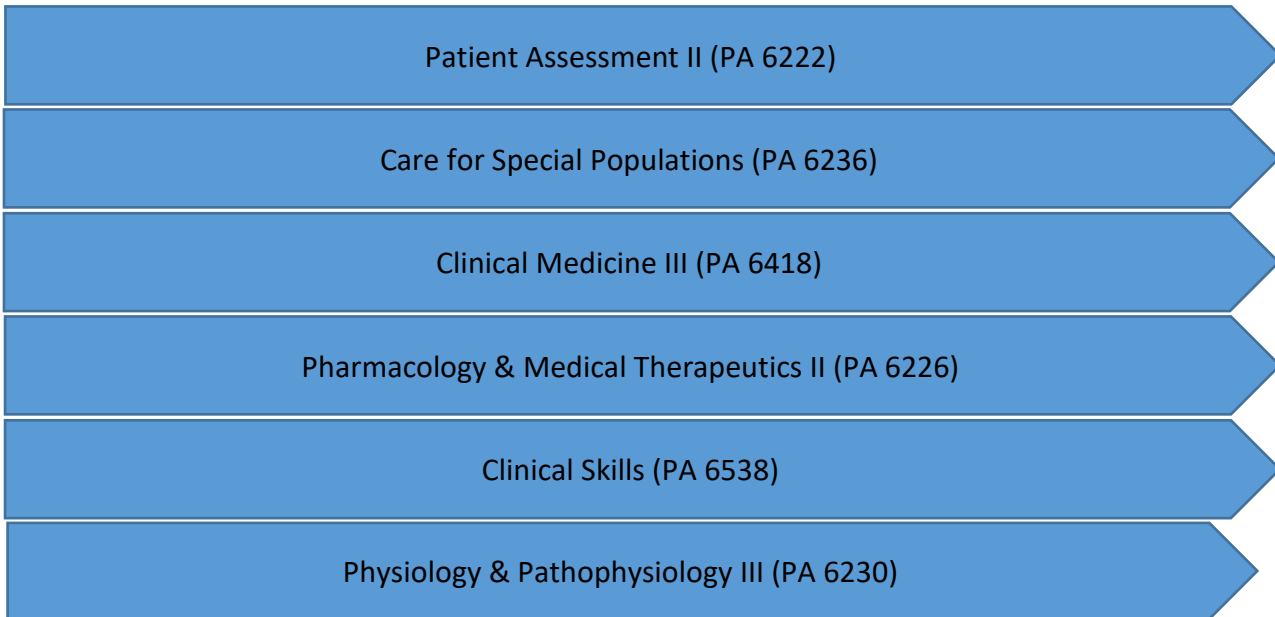 Patient Assessment II (PA 6222)
Care for Special Populations (PA 6236)
Clinical Medicine III (PA 6418)
Pharmacology & Medical Therapeutics II (PA 6226)
Clinical Skills (PA 6538)
Physiology & Pathophysiology III (PA 6230)